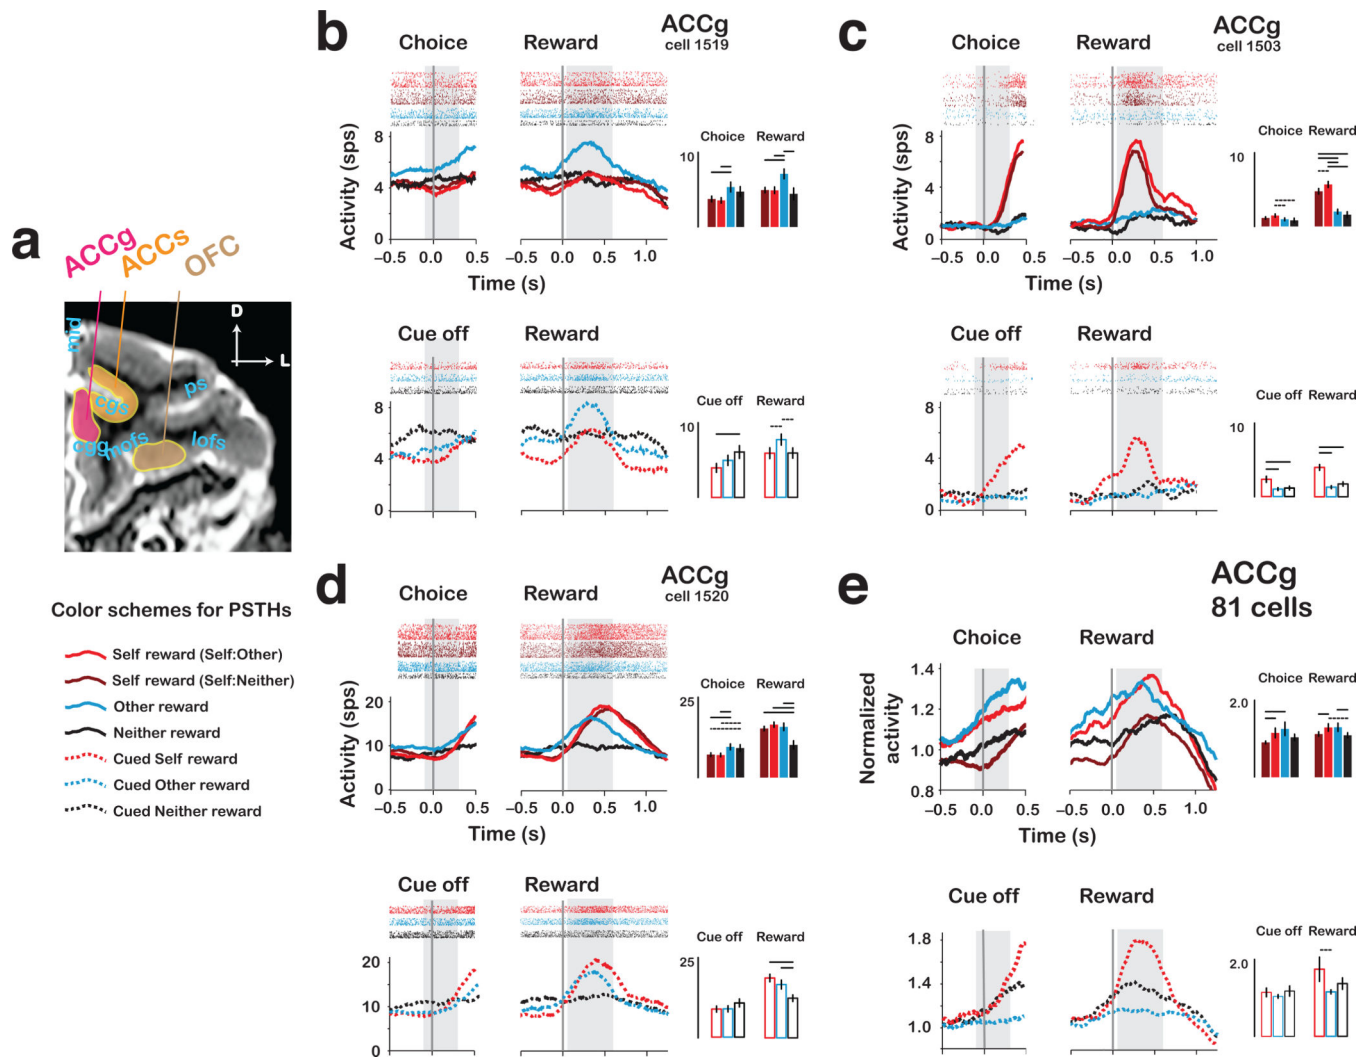 a
ACCg
ACCs
OFC
D
L
mid
ps
cgs
cgg
mofs
lofs
Color schemes for PSTHs
Self reward (Self:Other)
Self reward (Self:Neither)
Other reward
Neither reward
Cued Self reward
Cued Other reward
Cued Neither reward
b
Choice
Reward
ACCg
cell 1519
Activity (sps)
8
4
0
–0.5 0.0 0.5
0.0 0.5 1.0
Time (s)
Choice Reward
10
Cue off
Reward
8
4
0
Cue off Reward
10
c
Choice
Reward
ACCg
cell 1503
Activity (sps)
8
4
0
–0.5 0.0 0.5
–0.5 0.0 0.5 1.0
Time (s)
Choice Reward
10
Cue off
Reward
8
4
0
Cue off Reward
10
d
Choice
Reward
ACCg
cell 1520
Activity (sps)
20
10
0
–0.5 0.0 0.5
0.0 0.5 1.0
Time (s)
Choice Reward
25
Cue off
Reward
20
10
0
Cue off Reward
25
e
ACCg
81 cells
Choice
Reward
Normalized
activity
1.4
1.2
1.0
0.8
–0.5 0.0 0.5
–0.5 0.0 0.5 1.0
Time (s)
Choice Reward
2.0
Cue off
Reward
1.8
1.4
1.0
Cue off Reward
2.0